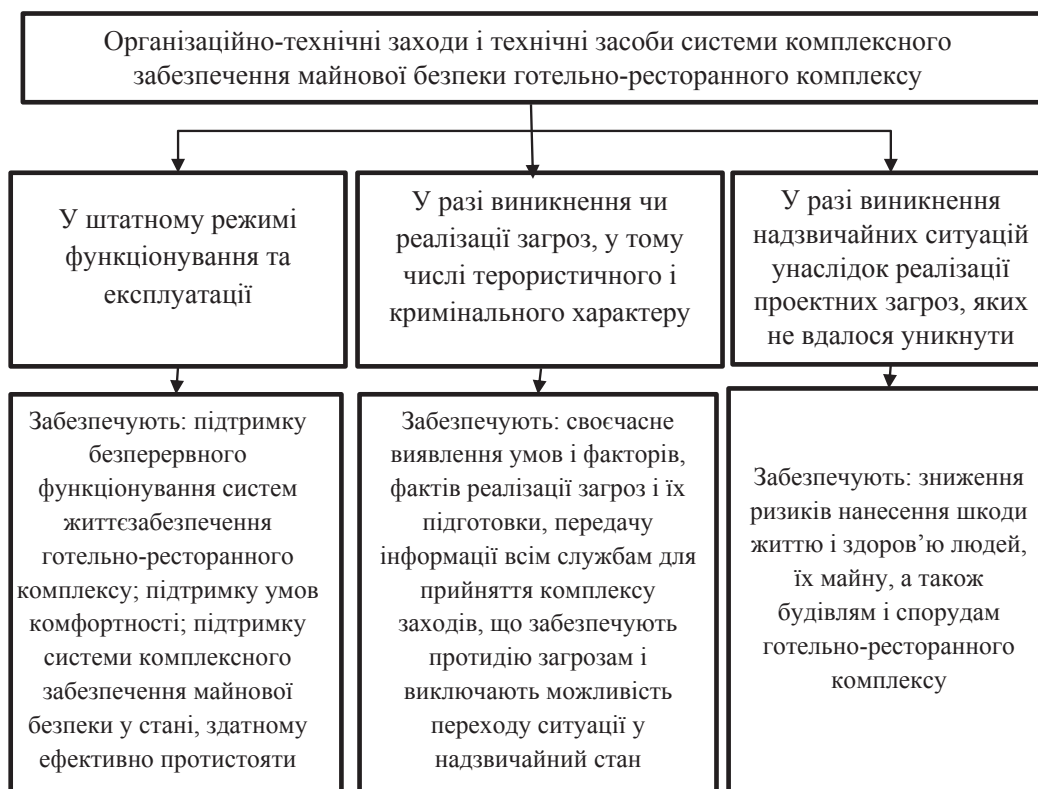 Організаційно-технічні заходи і технічні засоби системи комплексного
забезпечення майнової безпеки готельно-ресторанного комплексу
У штатному режимі
функціонування та
експлуатації
У разі виникнення чи
реалізації загроз, у тому
числі терористичного і
кримінального характеру
У разі виникнення
надзвичайних ситуацій
унаслідок реалізації
проектних загроз, яких
не вдалося уникнути
Забезпечують: підтримку
безперервного
функціонування систем
життєзабезпечення
готельно-ресторанного
комплексу; підтримку умов
комфортності; підтримку
системи комплексного
забезпечення майнової
безпеки у стані, здатному
ефективно протистояти
Забезпечують: своєчасне
виявлення умов і факторів,
фактів реалізації загроз і їх
підготовки, передачу
інформації всім службам для
прийняття комплексу
заходів, що забезпечують
протидію загрозам і
виключають можливість
переходу ситуації у
надзвичайний стан
Забезпечують: зниження
ризиків нанесення шкоди
життю і здоров’ю людей,
їх майну, а також
будівлям і спорудам
готельно-ресторанного
комплексу